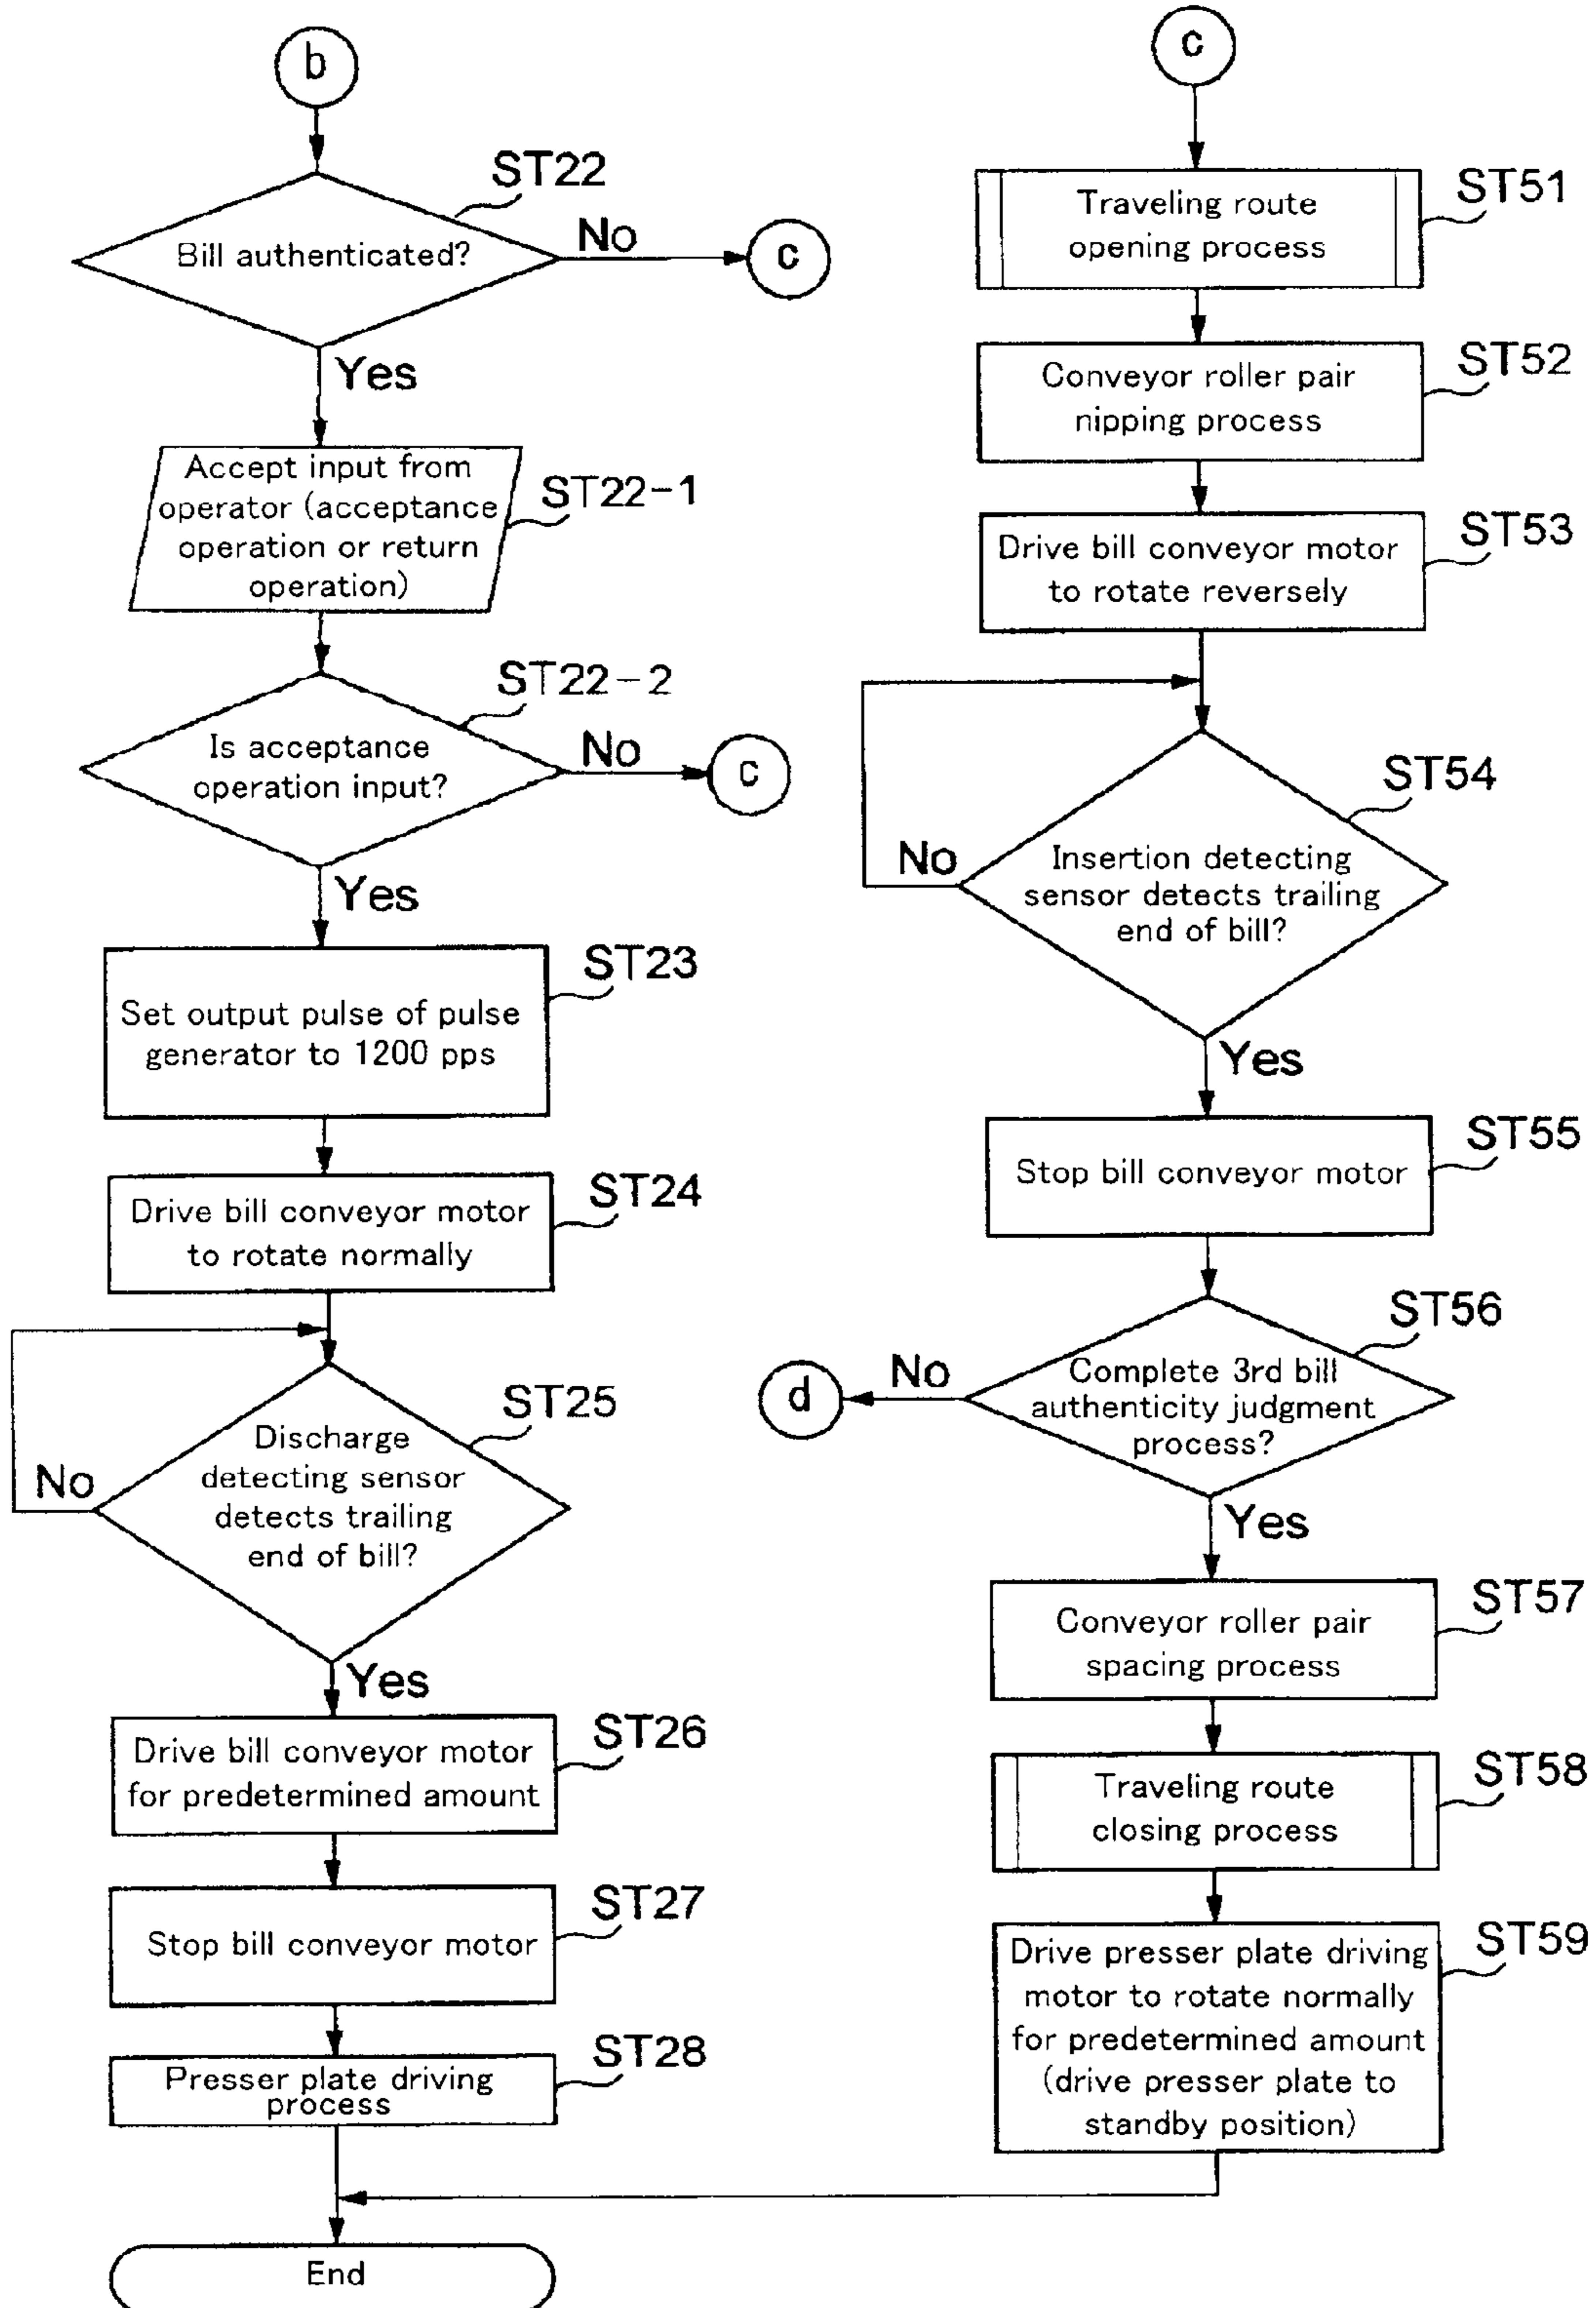 b
ST22
Bill authenticated?
No
c
Yes
Accept input from
operator (acceptance
operation or return
operation)
ST22-1
ST22-2
Is acceptance
operation input?
No
c
Yes
ST23
Set output pulse of pulse
generator to 1200 pps
ST24
Drive bill conveyor motor
to rotate normally
ST25
Discharge
detecting sensor
detects trailing
end of bill?
No
Yes
ST26
Drive bill conveyor motor
for predetermined amount
ST27
Stop bill conveyor motor
ST28
Presser plate driving
process
End
c
ST51
Traveling route
opening process
ST52
Conveyor roller pair
nipping process
ST53
Drive bill conveyor motor
to rotate reversely
ST54
Insertion detecting
sensor detects trailing
end of bill?
No
Yes
ST55
Stop bill conveyor motor
ST56
Complete 3rd bill
authenticity judgment
process?
No
d
Yes
ST57
Conveyor roller pair
spacing process
ST58
Traveling route
closing process
ST59
Drive presser plate driving
motor to rotate normally
for predetermined amount
(drive presser plate to
standby position)